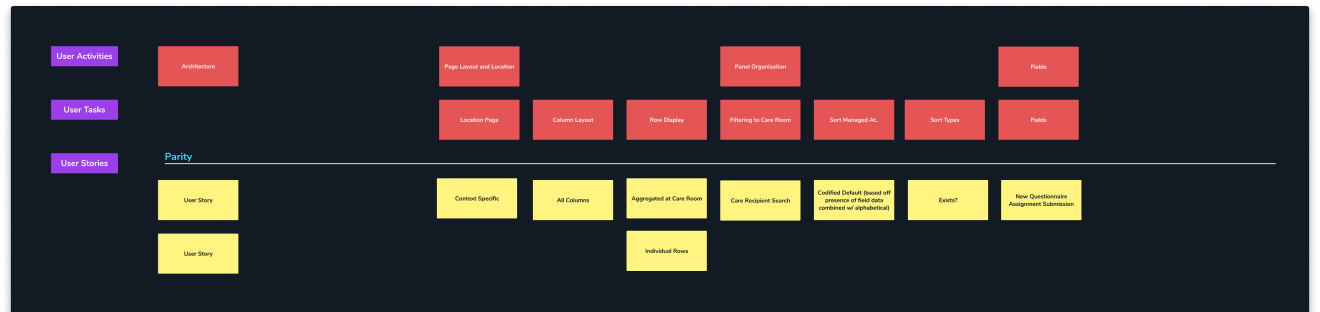 User Activities
Architecture
Page Layout and Location
Panel Organization
Fields
User Tasks
Location Page
Column Layout
Row Display
Filtering to Care Room
Sort Managed At..
Sort Types
Fields
User Stories
Parity
User Story
Context Specific
All Columns
Aggregated at Care Room
Care Recipient Search
Codified Default (based off
presence of field data
combined w/ alphabetical)
Exists?
New Questionnaire
Assignment Submission
User Story
Individual Rows